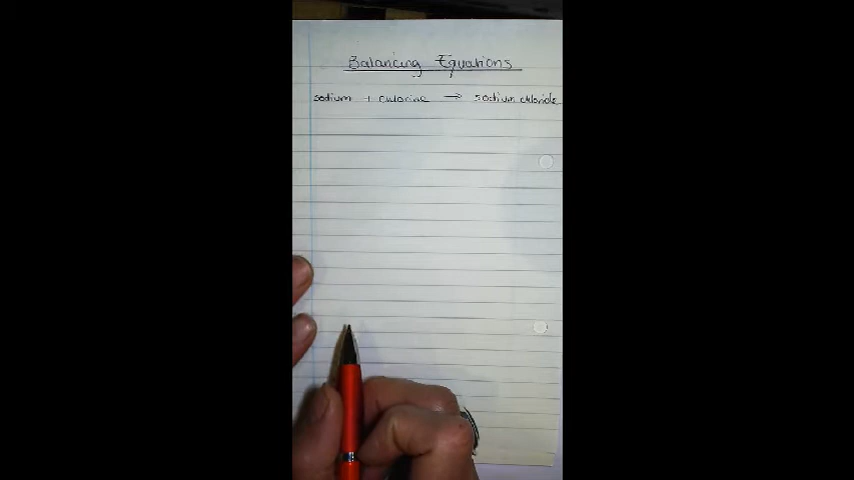 Balancing Equations
sodium + chlorine → sodium chloride